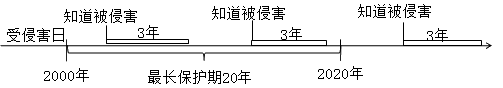 知道被侵害 知道被侵害 知道被侵害
受侵害日 3年 3年 3年
2000年 最长保护期20年 2020年